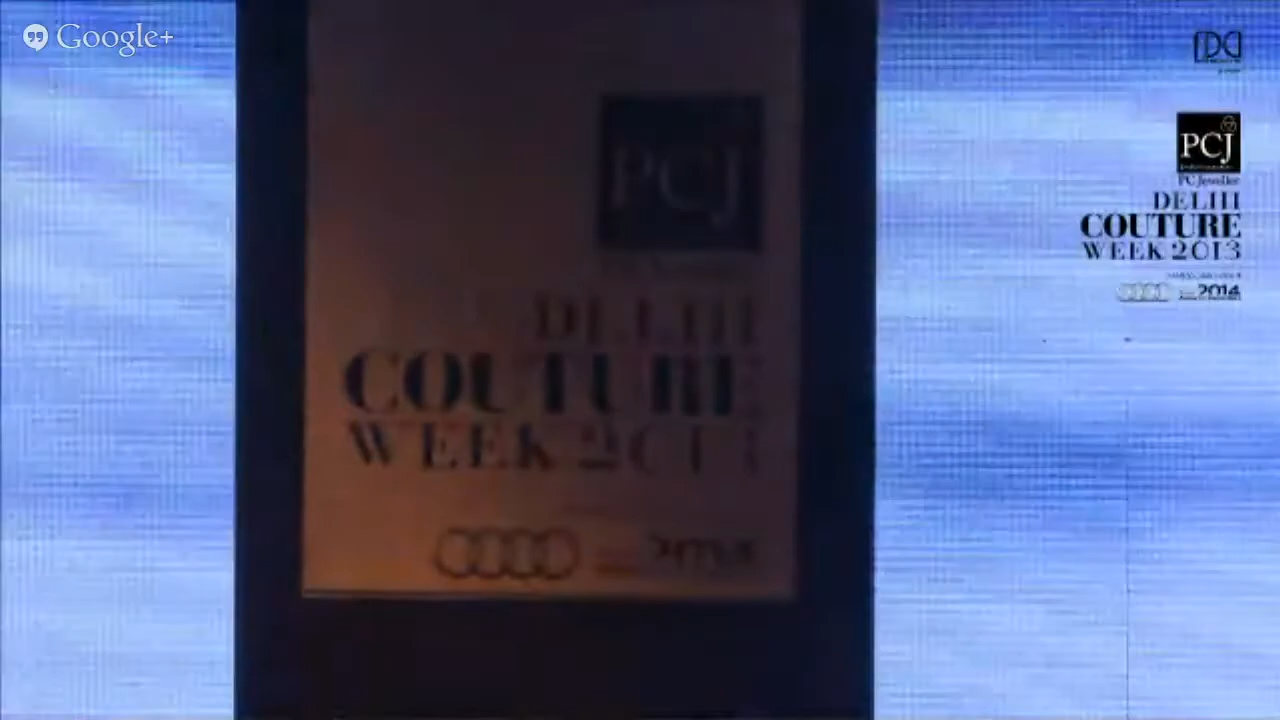 Google+
PCJ
DELHI
COUTURE
WEEK 2013
PCJ
PC Jeweller
DELHI
COUTURE
WEEK 2013
2014